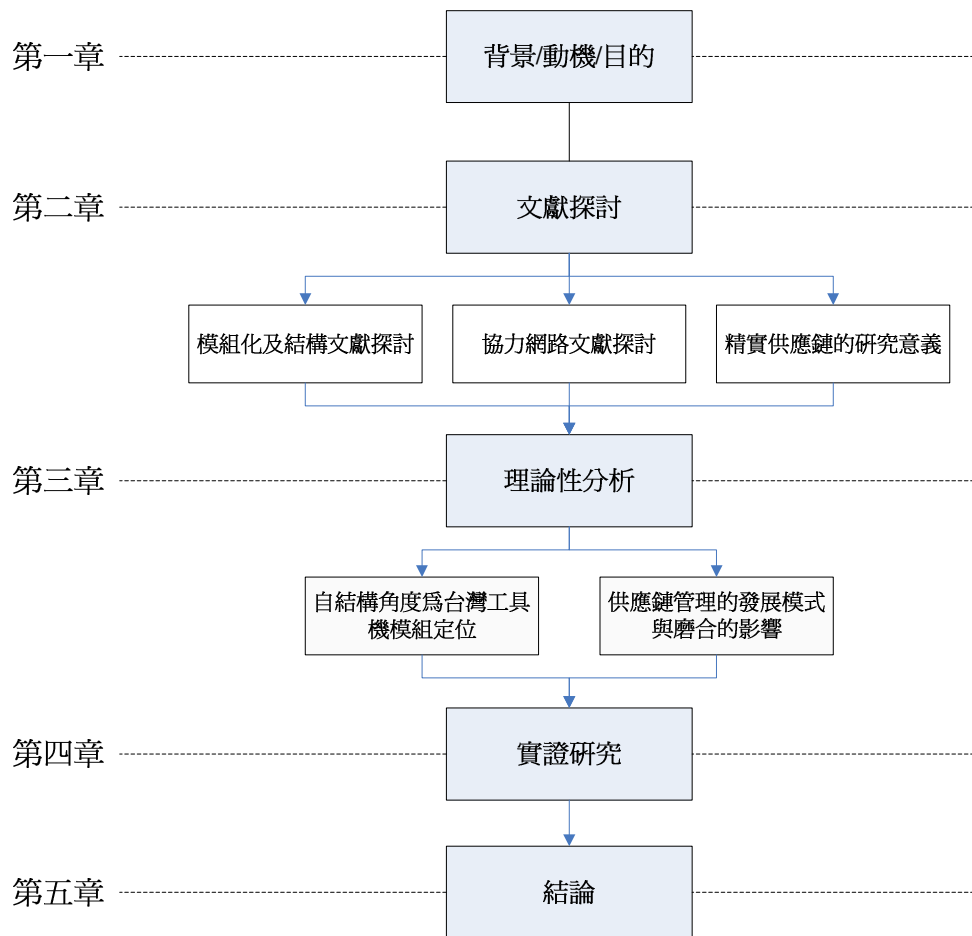 第一章
背景/動機/目的
第二章
文獻探討
模組化及結構文獻探討
協力網路文獻探討
精實供應鏈的研究意義
第三章
理論性分析
自結構角度爲台灣工具
機模組定位
供應鏈管理的發展模式
與磨合的影響
第四章
實證研究
第五章
結論